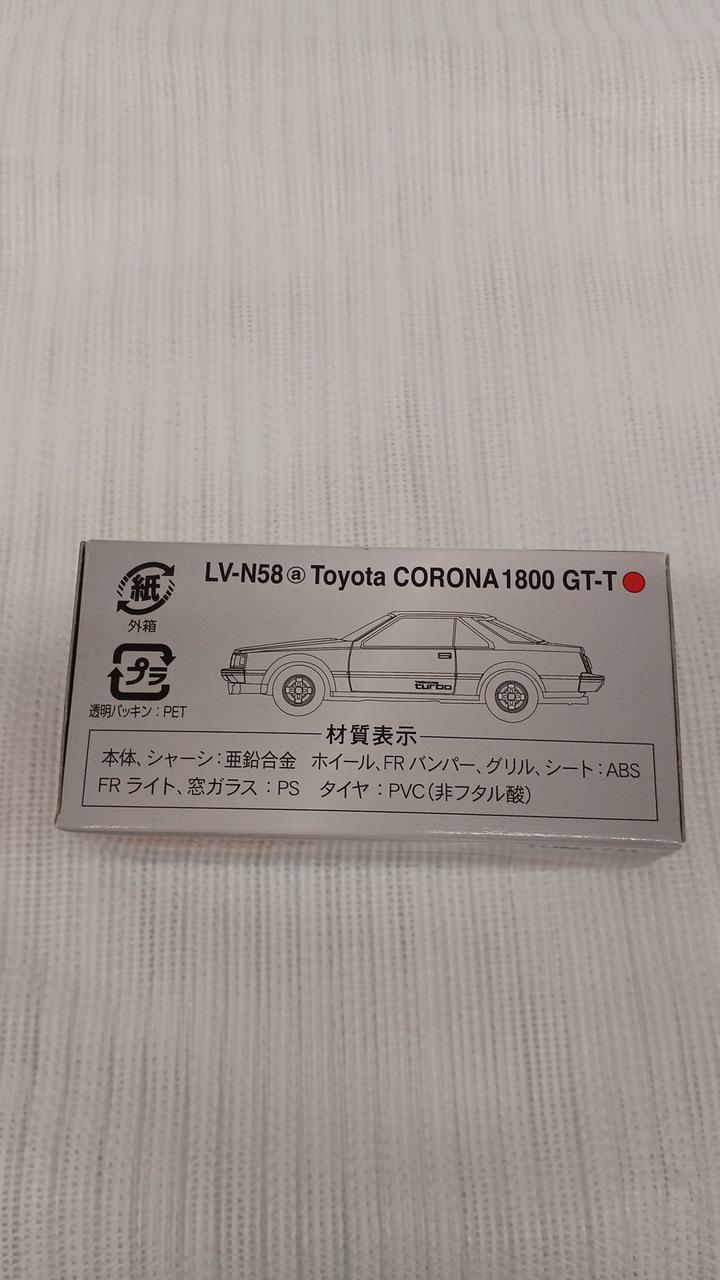 LV-N58 ⓐ Toyota CORONA 1800 GT-T
紙
外箱
プラ
透明パッキン：PET
turbo
材質表示
本体、シャーシ：亜鉛合金　ホイール、FR バンパー、グリル、シート：ABS
FR ライト、窓ガラス：PS　タイヤ：PVC（非フタル酸）